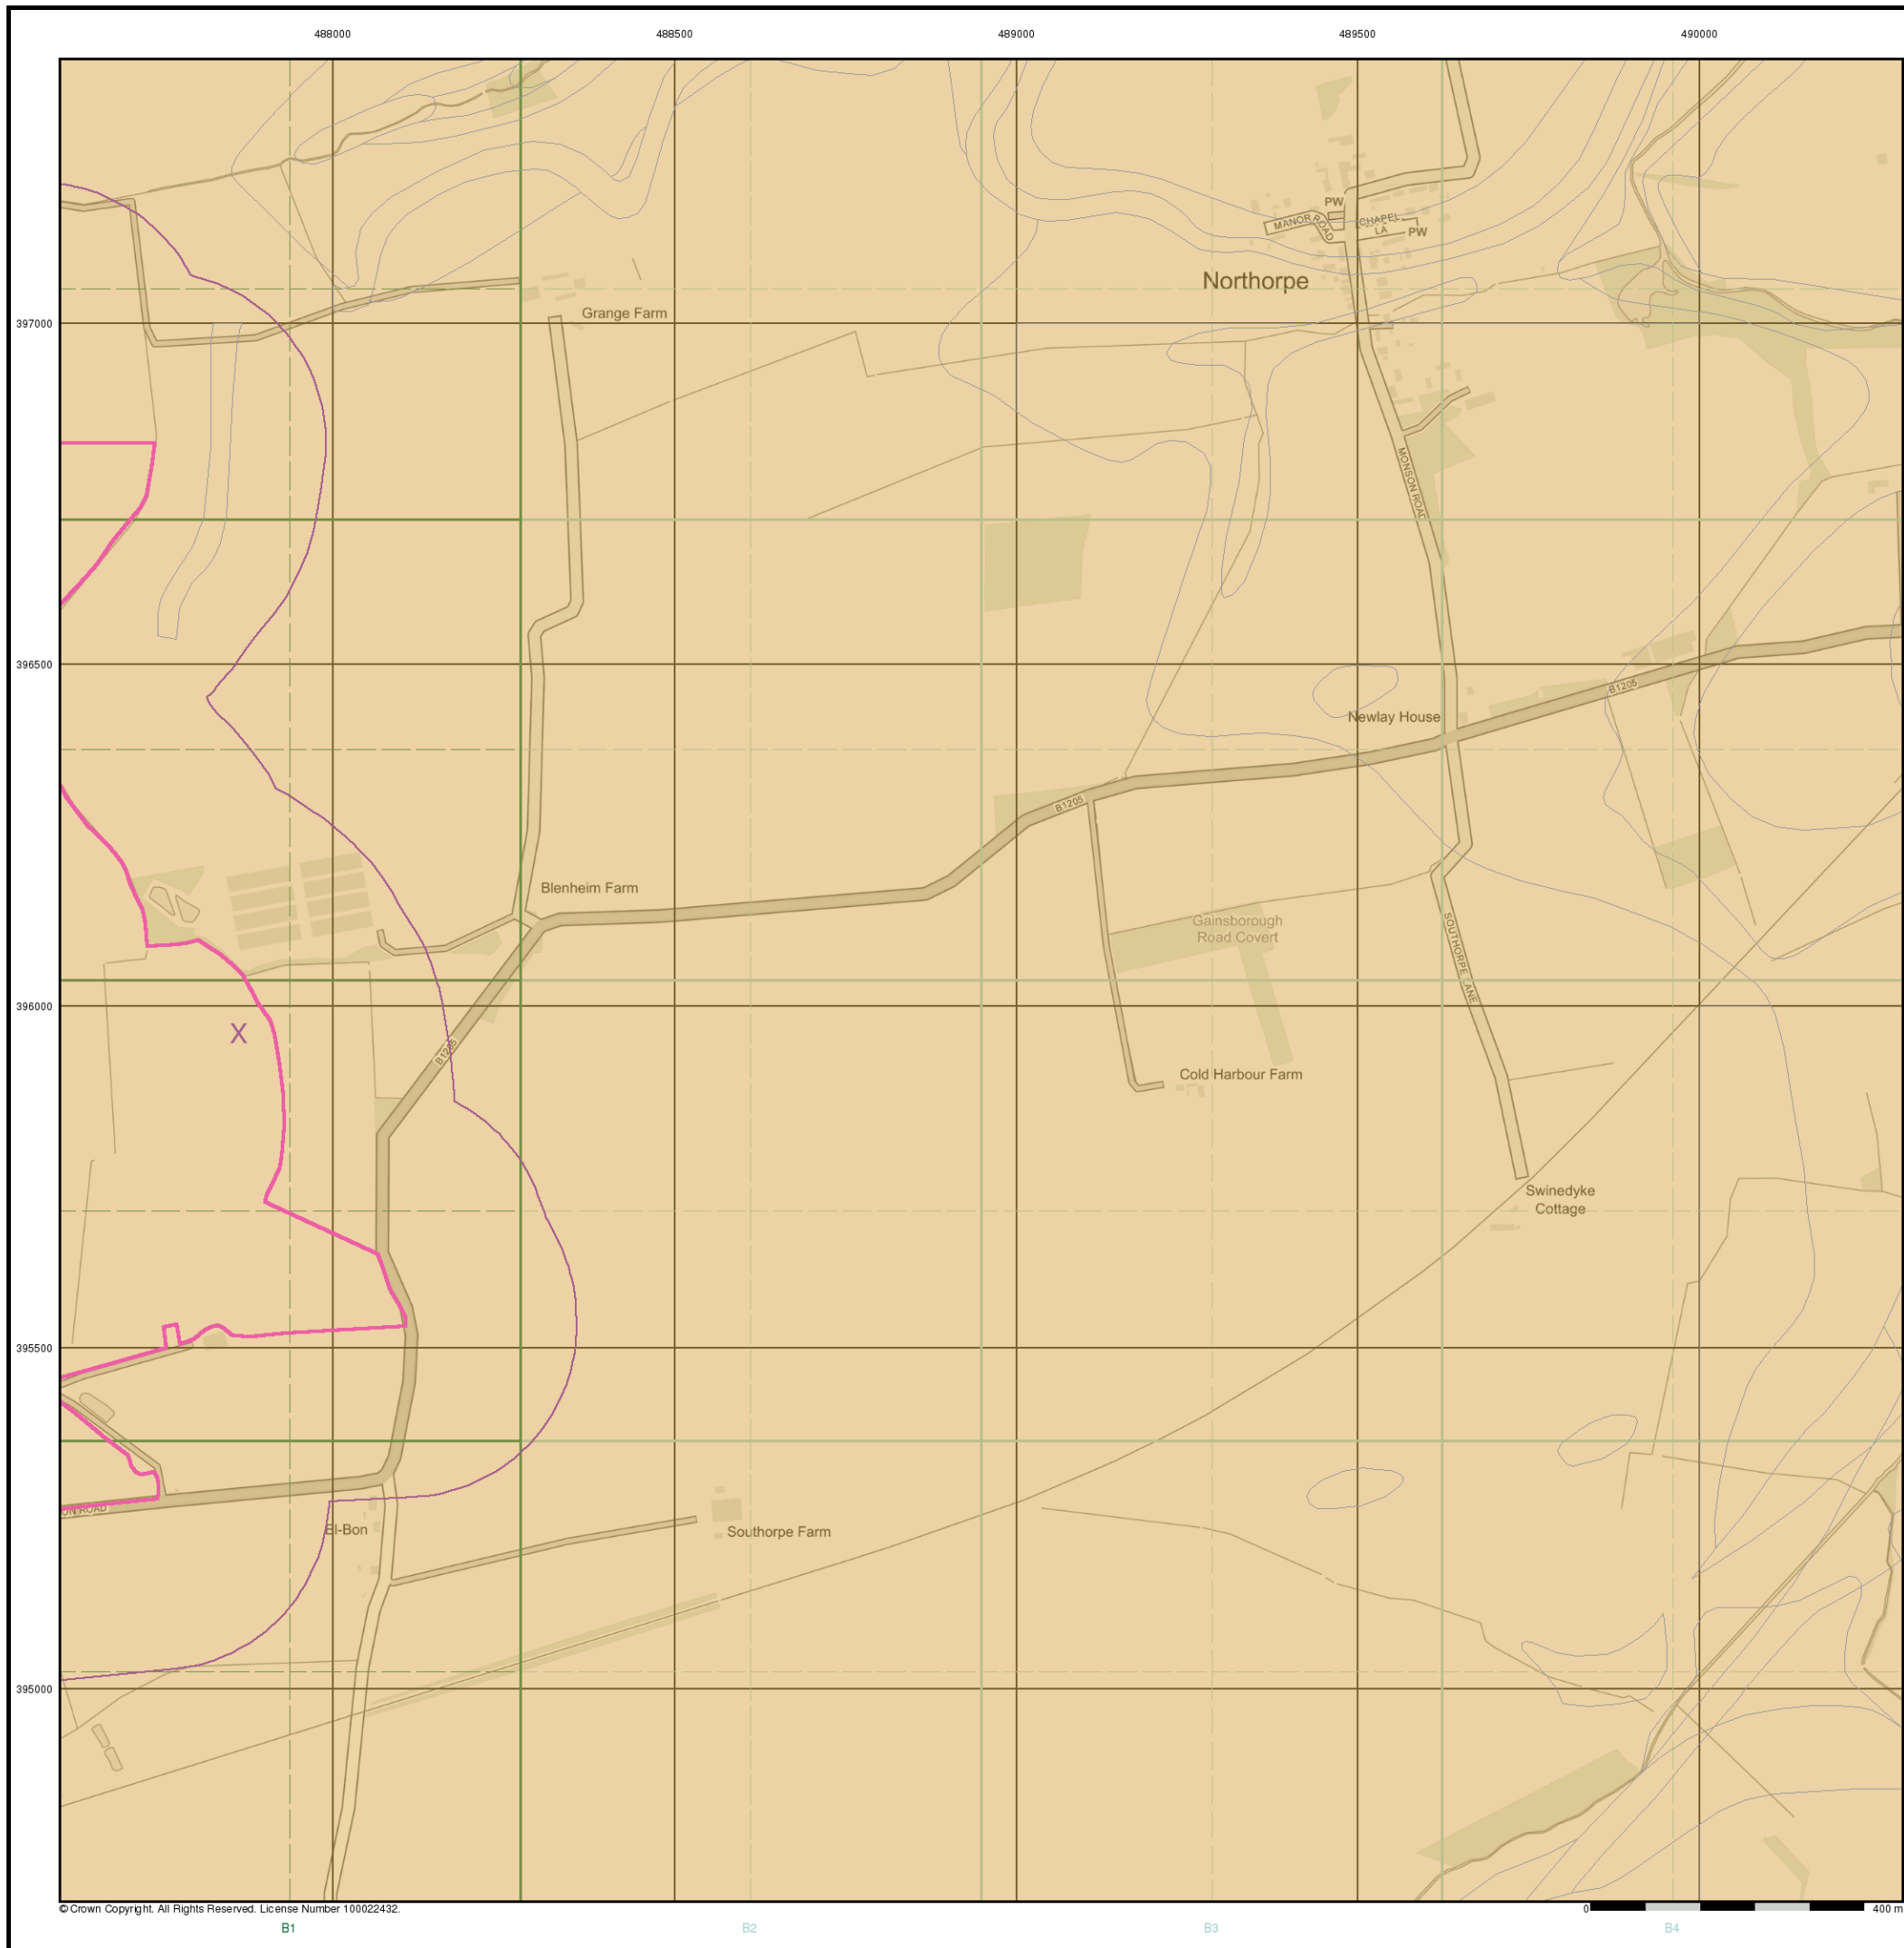 488000
488500
489000
489500
490000
397000
396500
396000
395500
395000
PW
MANOR ROAD
CHAPEL
LA
PW
Northorpe
Grange Farm
MONSON ROAD
B1205
Newlay House
B1205
Blenheim Farm
Gainsborough
Road Covert
SOUTHORPE LANE
X
B1205
Cold Harbour Farm
Swinedyke
Cottage
ON ROAD
El-Bon
Southorpe Farm
© Crown Copyright. All Rights Reserved. License Number 100022432.
0
400 m
B1
B2
B3
B4